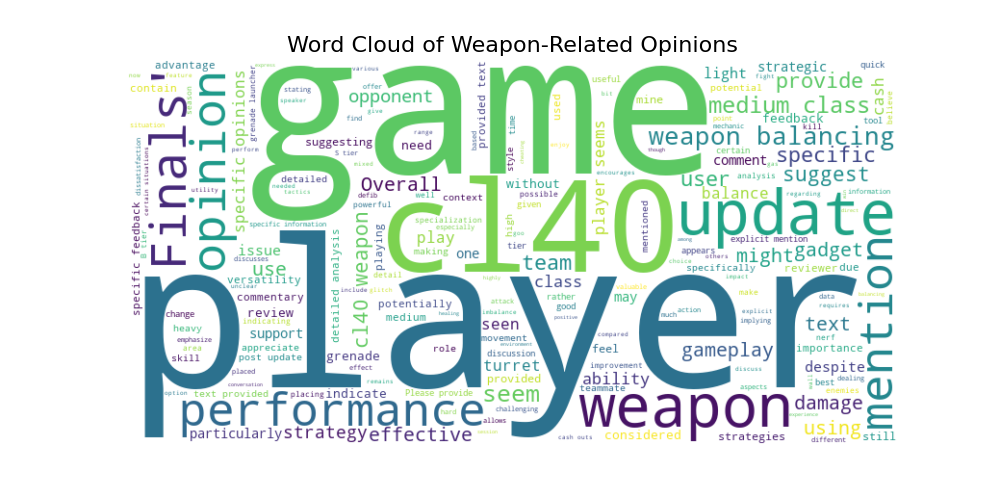 Word Cloud of Weapon-Related Opinions
game
player
cl40
update
weapon
performance
Finals'
opinion
mentione
weapon balancing
medium class
provide
specific
suggest
light
strategic
quick
cash
believe
advantage
contain
now
feature
season
situation
grenade launcher
specific opinions
various
speaker
stating
offer
find
give
opponent
suggesting
need
provided text
based
range
time
style
used
useful
bit
mine
potential
fight
point
mechanic
certain
kill
tool
feedback
comment
analysis
user
balance
regarding
information
explicit mention
Overall
detailed
S tier
mixed
defib
powerful
well
context
without
possible
given
player seems
encourages
though
enjoy
perform
utility
dissatisfaction
certain situations
B tier
discusses
unclear
needed
tactics
specific information
specialization
especially
play
making
one
high
tier
mentioned
playing
cl40 weapon
detailed analysis
issue
use
versatility
commentary
indicating
review
support
heavy
change
emphasize
area
appreciate
skill
post update
specific feedback
placed
conservation
text provided
option
include
glitch
effect
remains
grenade
indicate
placing
potentially
medium
detail
highly
team
class
may
rather
good
positive
attack
imbalance
healing
seen
movement
environment
role
discussion
turret
provided
seem
Please provide
hard
challenging
allows
improvement
feel
compared
ability
teammate
gameplay
might
gadget
specifically
appears
among
others
choice
impact
valuable
make
action
much
explicit
implying
reviewer
due
data
requires
nerf
text
importance
despite
best
dealing
enemies
discuss
aspects
damage
using
still
different
experience
strategies
considered
cash outs
particularly
strategy
effective